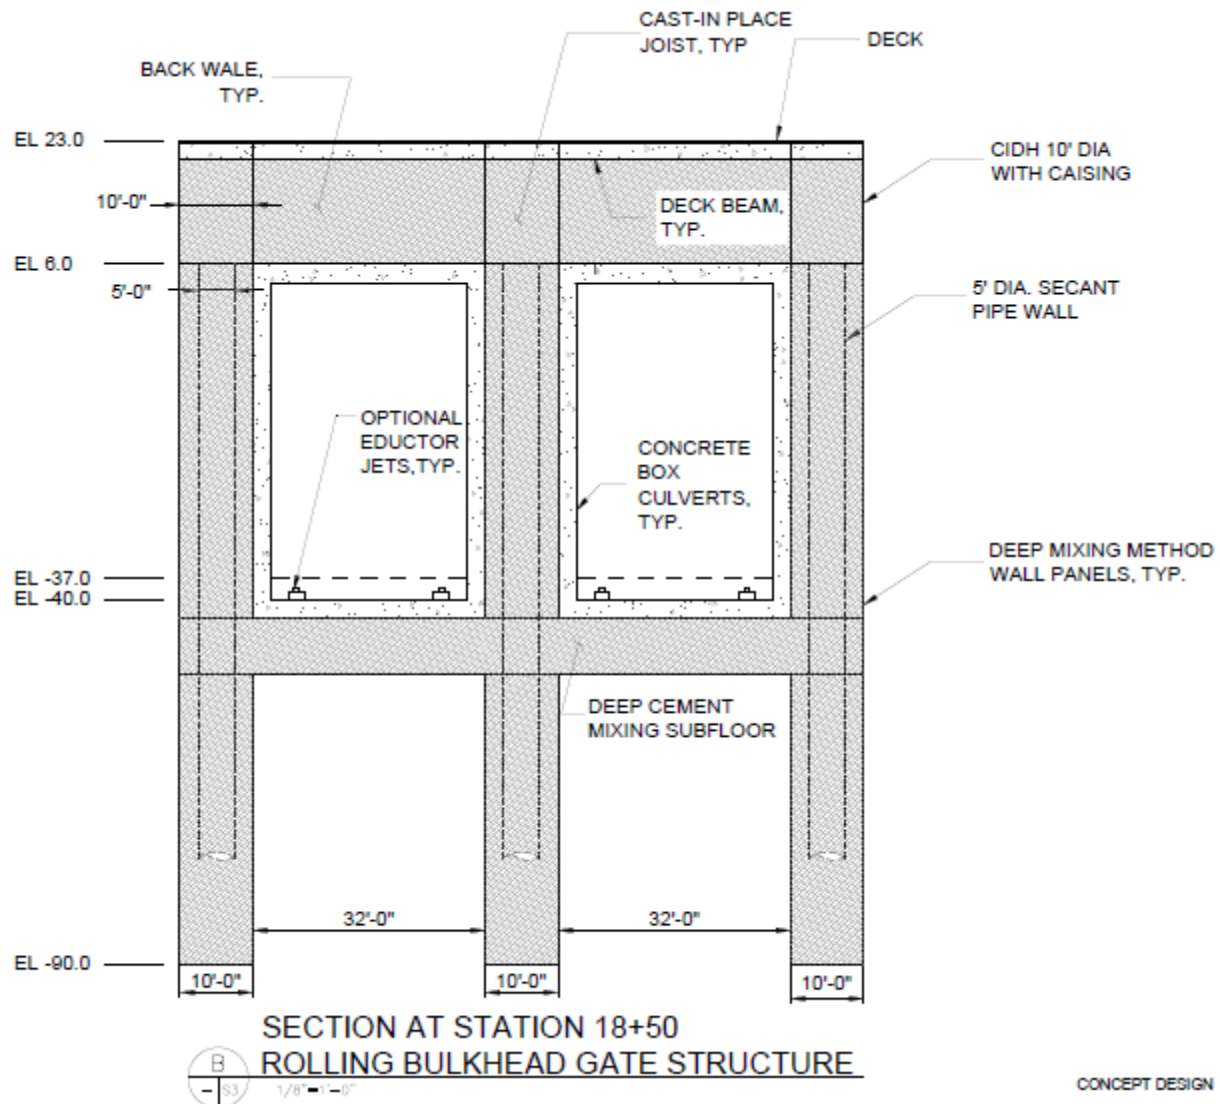 CAST-IN PLACE
JOIST, TYP
DECK
BACK WALE,
TYP.
EL 23.0
CIDH 10' DIA
WITH CAISING
10'-0"
DECK BEAM,
TYP.
EL 6.0
5'-0"
5' DIA. SECANT
PIPE WALL
OPTIONAL
EDUCTOR
JETS,TYP.
CONCRETE
BOX
CULVERTS,
TYP.
EL -37.0
EL -40.0
DEEP MIXING METHOD
WALL PANELS, TYP.
DEEP CEMENT
MIXING SUBFLOOR
32'-0"
32'-0"
EL -90.0
10'-0"
10'-0"
10'-0"
SECTION AT STATION 18+50
ROLLING BULKHEAD GATE STRUCTURE
B
- S3
1/8"=1'-0"
CONCEPT DESIGN